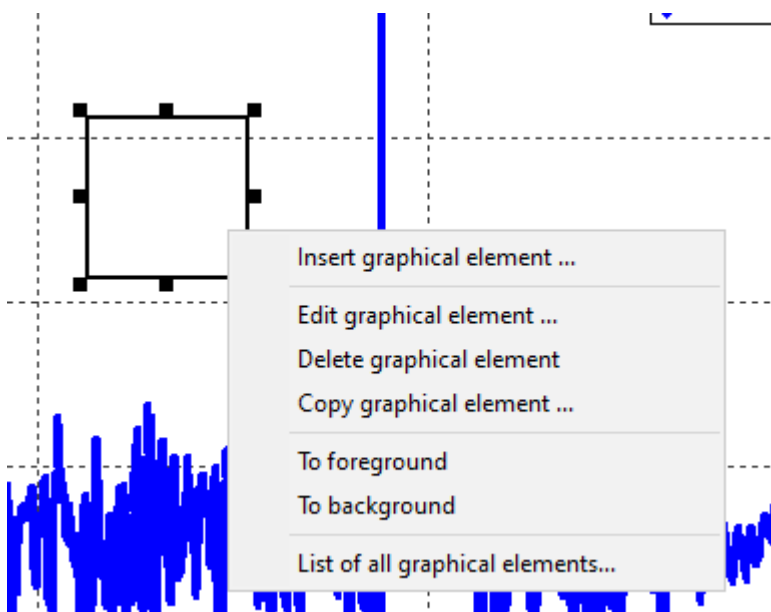 Insert graphical element ...
Edit graphical element ...
Delete graphical element
Copy graphical element ...
To foreground
To background
List of all graphical elements...